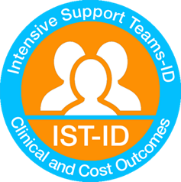 Intensive Support Teams-ID
IST-ID
Clinical and Cost Outcomes